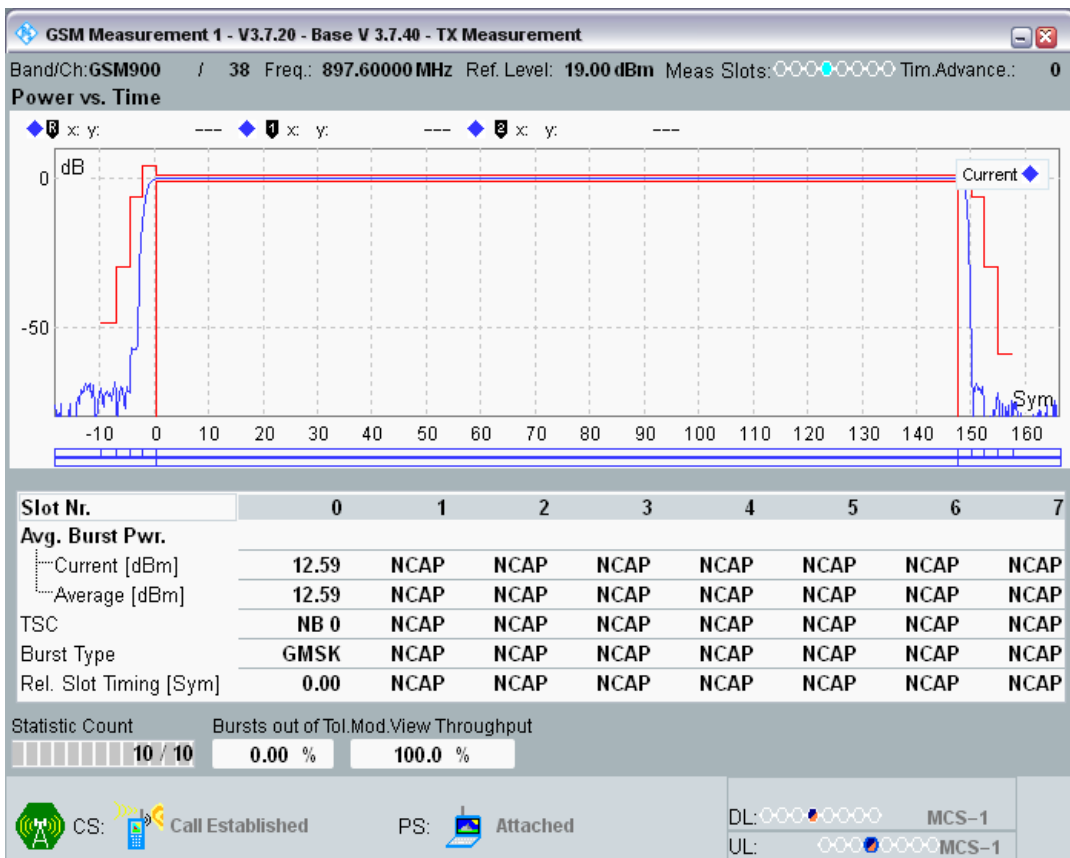 GSM Measurement 1 - V3.7.20 - Base V 3.7.40 - TX Measurement
Band/Ch:GSM900 / 38 Freq.: 897.60000 MHz Ref. Level: 19.00 dBm Meas Slots: Tim.Advance.: 0
Power vs. Time
R x: y: --- 1 x: y: --- 2 x: y: ---
dB
Current
0
-50
Sym
-10 0 10 20 30 40 50 60 70 80 90 100 110 120 130 140 150 160
Slot Nr. 0 1 2 3 4 5 6 7
Avg. Burst Pwr.
Current [dBm] 12.59 NCAP NCAP NCAP NCAP NCAP NCAP NCAP
Average [dBm] 12.59 NCAP NCAP NCAP NCAP NCAP NCAP NCAP
TSC NB 0 NCAP NCAP NCAP NCAP NCAP NCAP NCAP
Burst Type GMSK NCAP NCAP NCAP NCAP NCAP NCAP NCAP
Rel. Slot Timing [Sym] 0.00 NCAP NCAP NCAP NCAP NCAP NCAP NCAP
Statistic Count Bursts out of Tol.Mod.View Throughput
10 / 10 0.00 % 100.0 %
CS: Call Established PS: Attached DL: MCS-1
UL: MCS-1